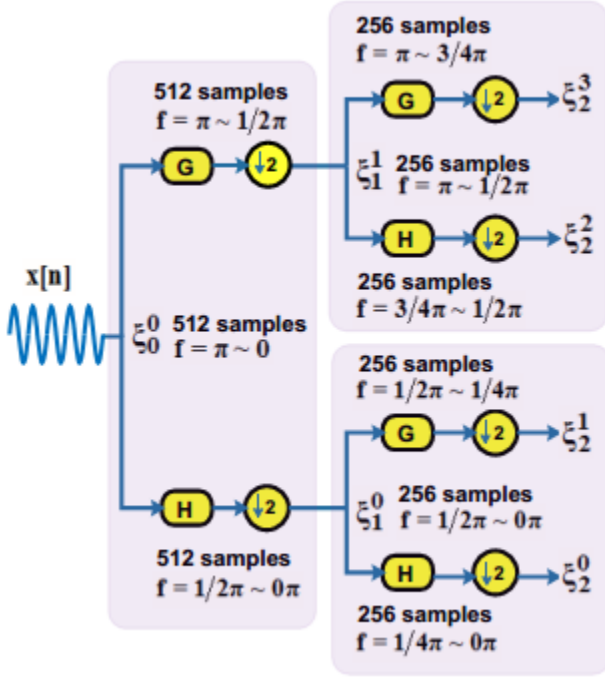 256 samples
f = π ~ 3/4π
512 samples
f = π ~ 1/2π
G ↓2 ξ₂³
G ↓2
ξ₁¹ 256 samples
f = π ~ 1/2π
H ↓2 ξ₂²
x[n]
256 samples
f = 3/4π ~ 1/2π
ξ₀⁰ 512 samples
f = π ~ 0
256 samples
f = 1/2π ~ 1/4π
G ↓2 ξ₂¹
H ↓2
ξ₁⁰ 256 samples
f = 1/2π ~ 0π
512 samples
f = 1/2π ~ 0π
H ↓2 ξ₂⁰
256 samples
f = 1/4π ~ 0π